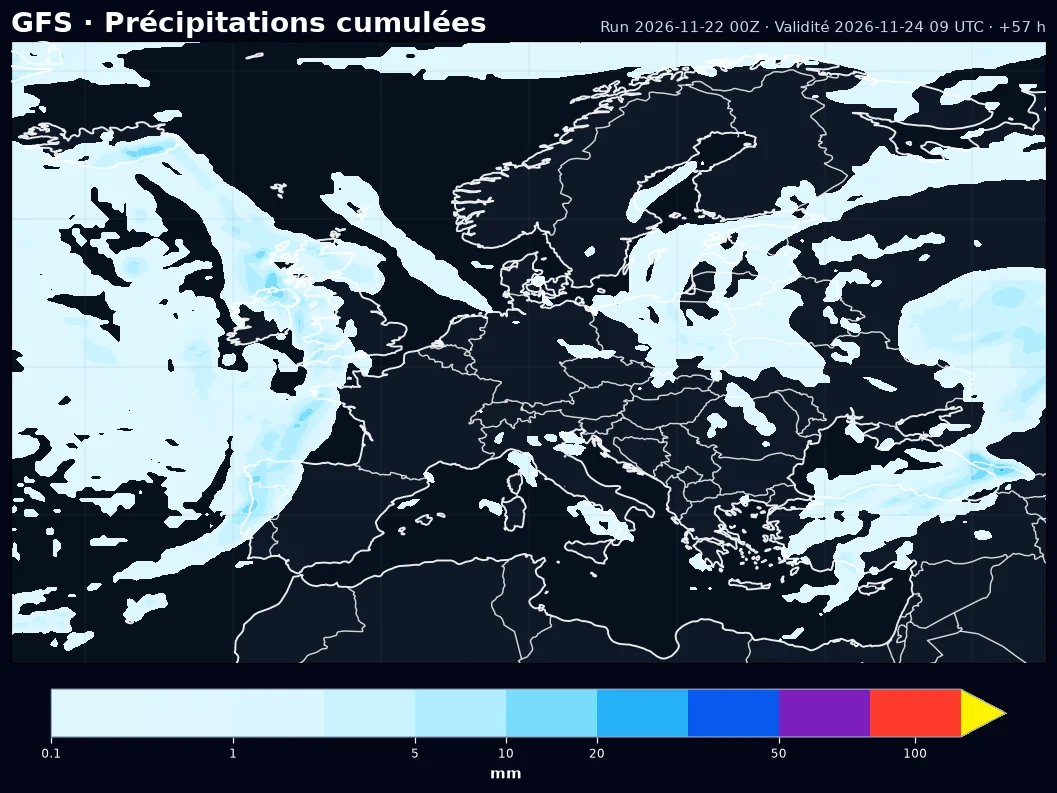 GFS · Précipitations cumulées
Run 2026-11-22 00Z · Validité 2026-11-24 09 UTC · +57 h
0.1 1 5 10 20 50 100
mm